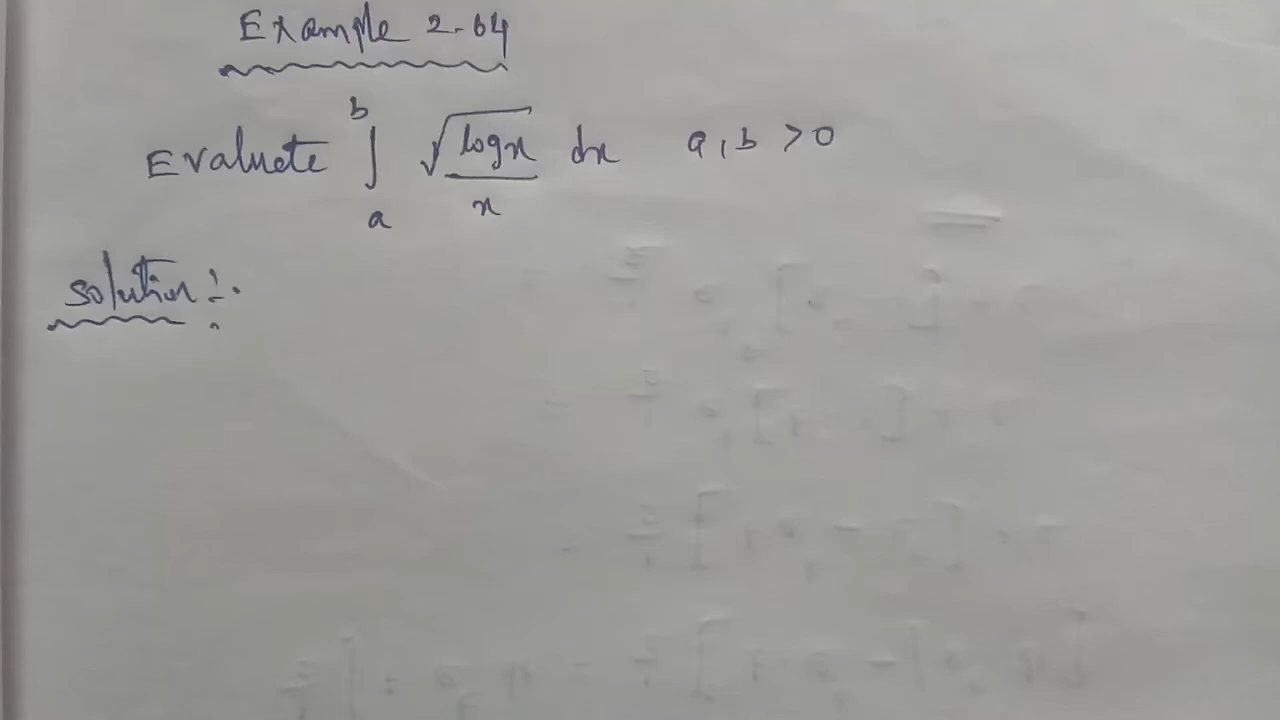 Example 2.64
Evaluate ∫_a^b √(log x)/x dx a, b > 0
Solution :-